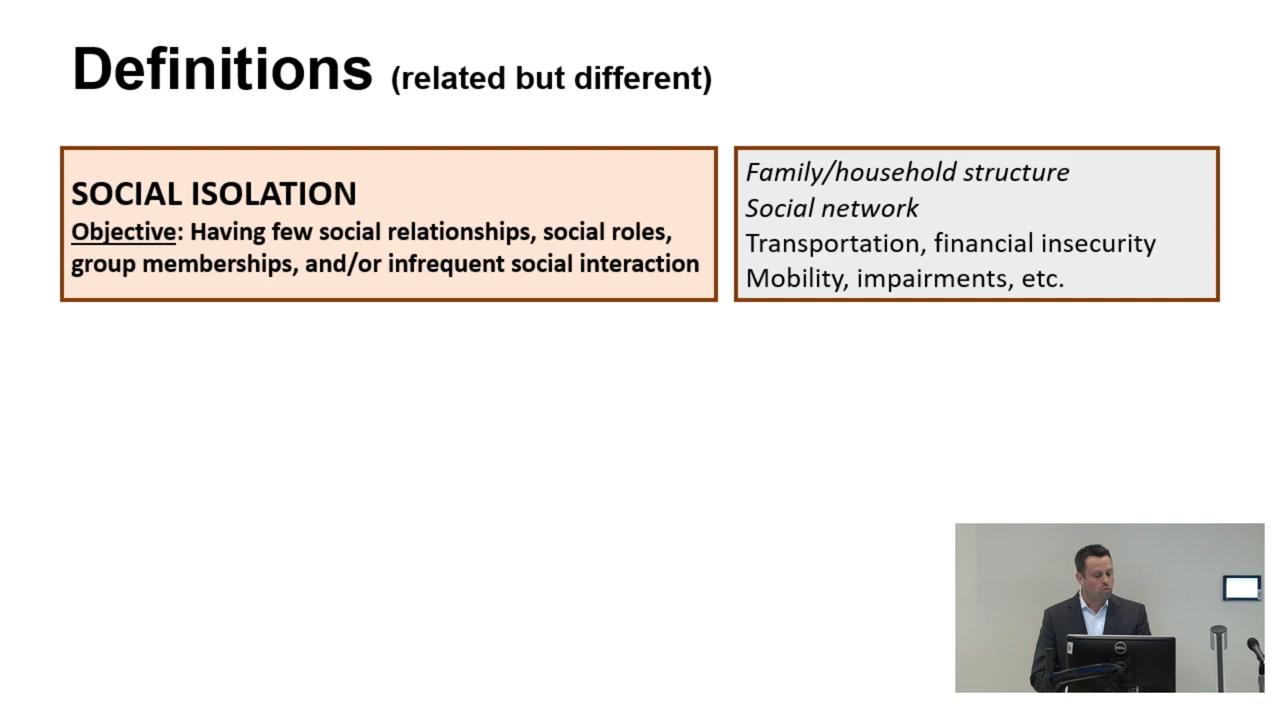 Definitions (related but different)
SOCIAL ISOLATION
Objective: Having few social relationships, social roles,
group memberships, and/or infrequent social interaction
Family/household structure
Social network
Transportation, financial insecurity
Mobility, impairments, etc.
DELL